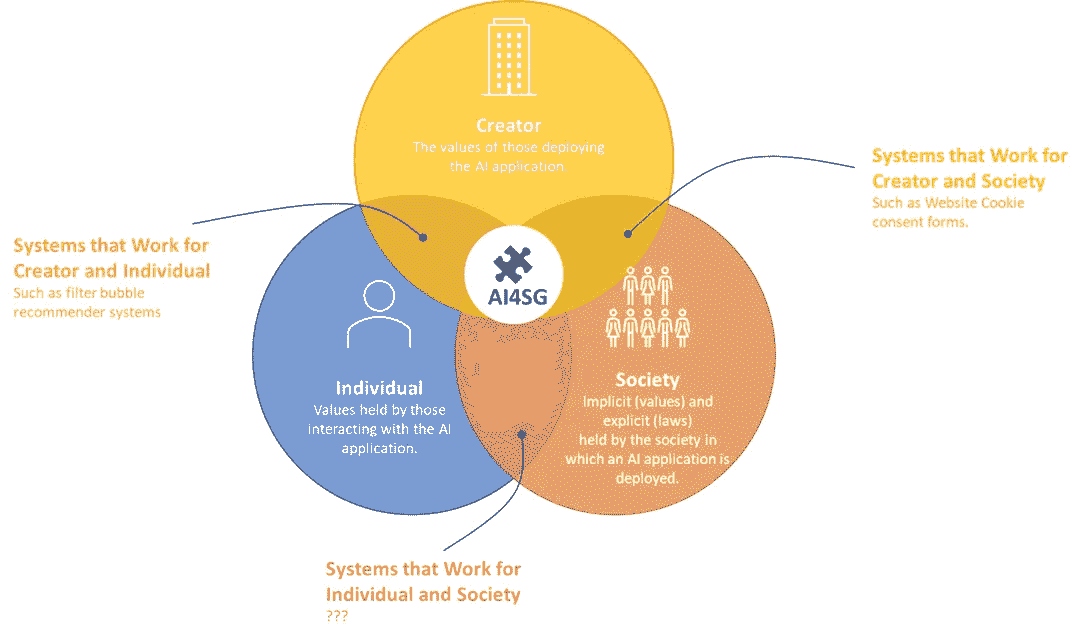 Creator
The values of those deploying
the AI application.
Systems that Work for
Creator and Society
Such as Website Cookie
consent forms.
Systems that Work for
Creator and Individual
Such as filter bubble
recommender systems
AI4SG
Individual
Values held by those
interacting with the AI
application.
Society
Implicit (values) and
explicit (laws)
held by the society in
which an AI application is
deployed.
Systems that Work for
Individual and Society
???